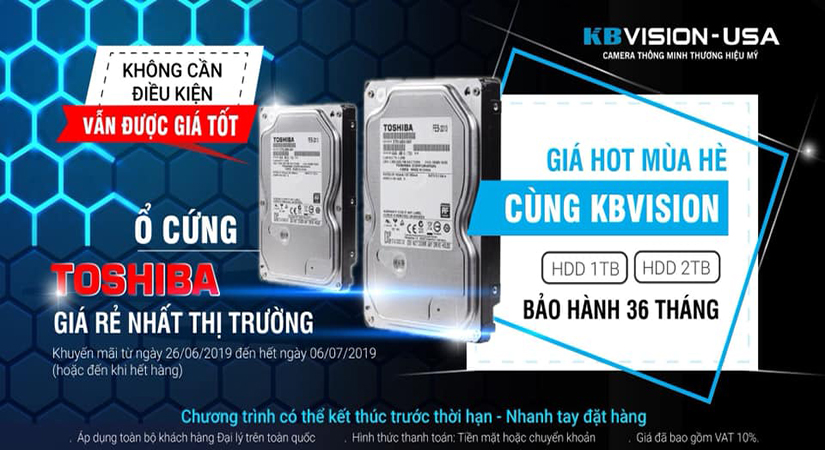 KBVISION-USA
CAMERA THÔNG MINH THƯƠNG HIỆU MỸ
KHÔNG CẦN
ĐIỀU KIỆN
VẪN ĐƯỢC GIÁ TỐT
TOSHIBA
TOSHIBA
Ổ CỨNG
TOSHIBA
GIÁ RẺ NHẤT THỊ TRƯỜNG
Khuyến mãi từ ngày 26/06/2019 đến hết ngày 06/07/2019
(hoặc đến khi hết hàng)
GIÁ HOT MÙA HÈ
CÙNG KBVISION
HDD 1TB HDD 2TB
BẢO HÀNH 36 THÁNG
Chương trình có thể kết thúc trước thời hạn - Nhanh tay đặt hàng
. Áp dụng toàn bộ khách hàng Đại lý trên toàn quốc . Hình thức thanh toán: Tiền mặt hoặc chuyển khoản . Giá đã bao gồm VAT 10%.